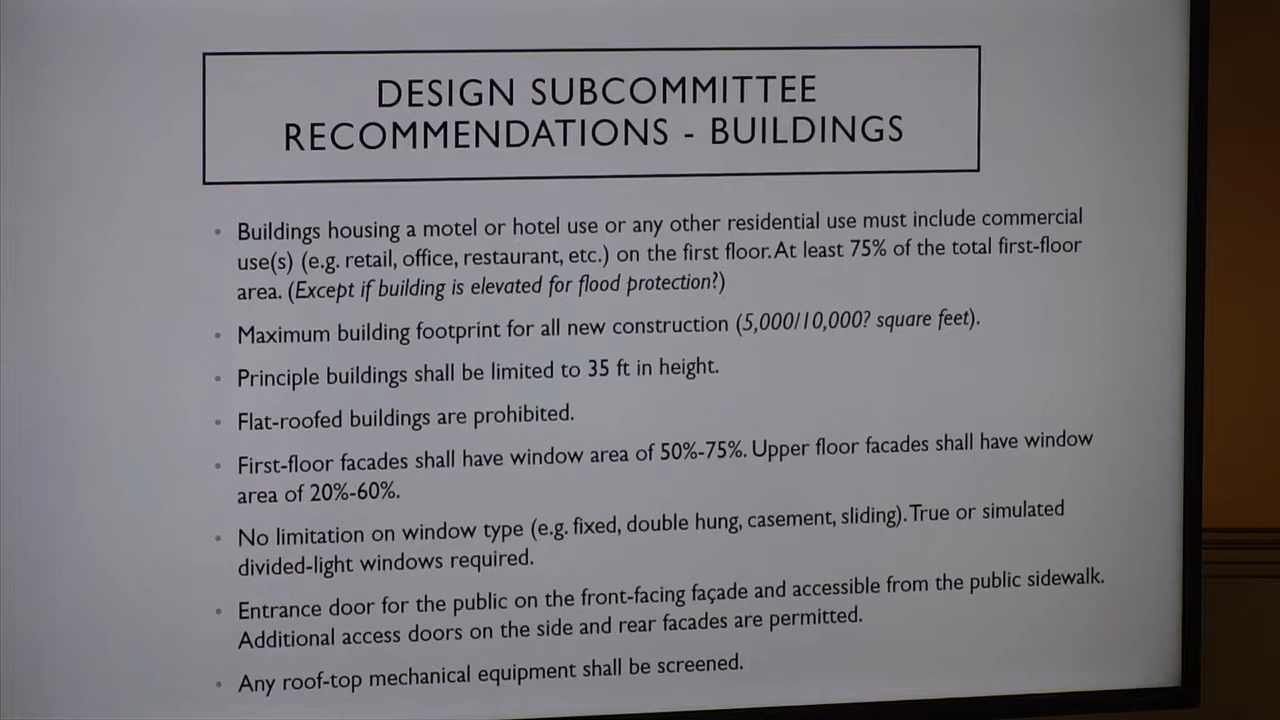 DESIGN SUBCOMMITTEE
RECOMMENDATIONS - BUILDINGS
• Buildings housing a motel or hotel use or any other residential use must include commercial
use(s) (e.g. retail, office, restaurant, etc.) on the first floor. At least 75% of the total first-floor
area. (Except if building is elevated for flood protection?)
• Maximum building footprint for all new construction (5,000/10,000? square feet).
• Principle buildings shall be limited to 35 ft in height.
• Flat-roofed buildings are prohibited.
• First-floor facades shall have window area of 50%-75%. Upper floor facades shall have window
area of 20%-60%.
• No limitation on window type (e.g. fixed, double hung, casement, sliding). True or simulated
divided-light windows required.
• Entrance door for the public on the front-facing façade and accessible from the public sidewalk.
Additional access doors on the side and rear facades are permitted.
• Any roof-top mechanical equipment shall be screened.